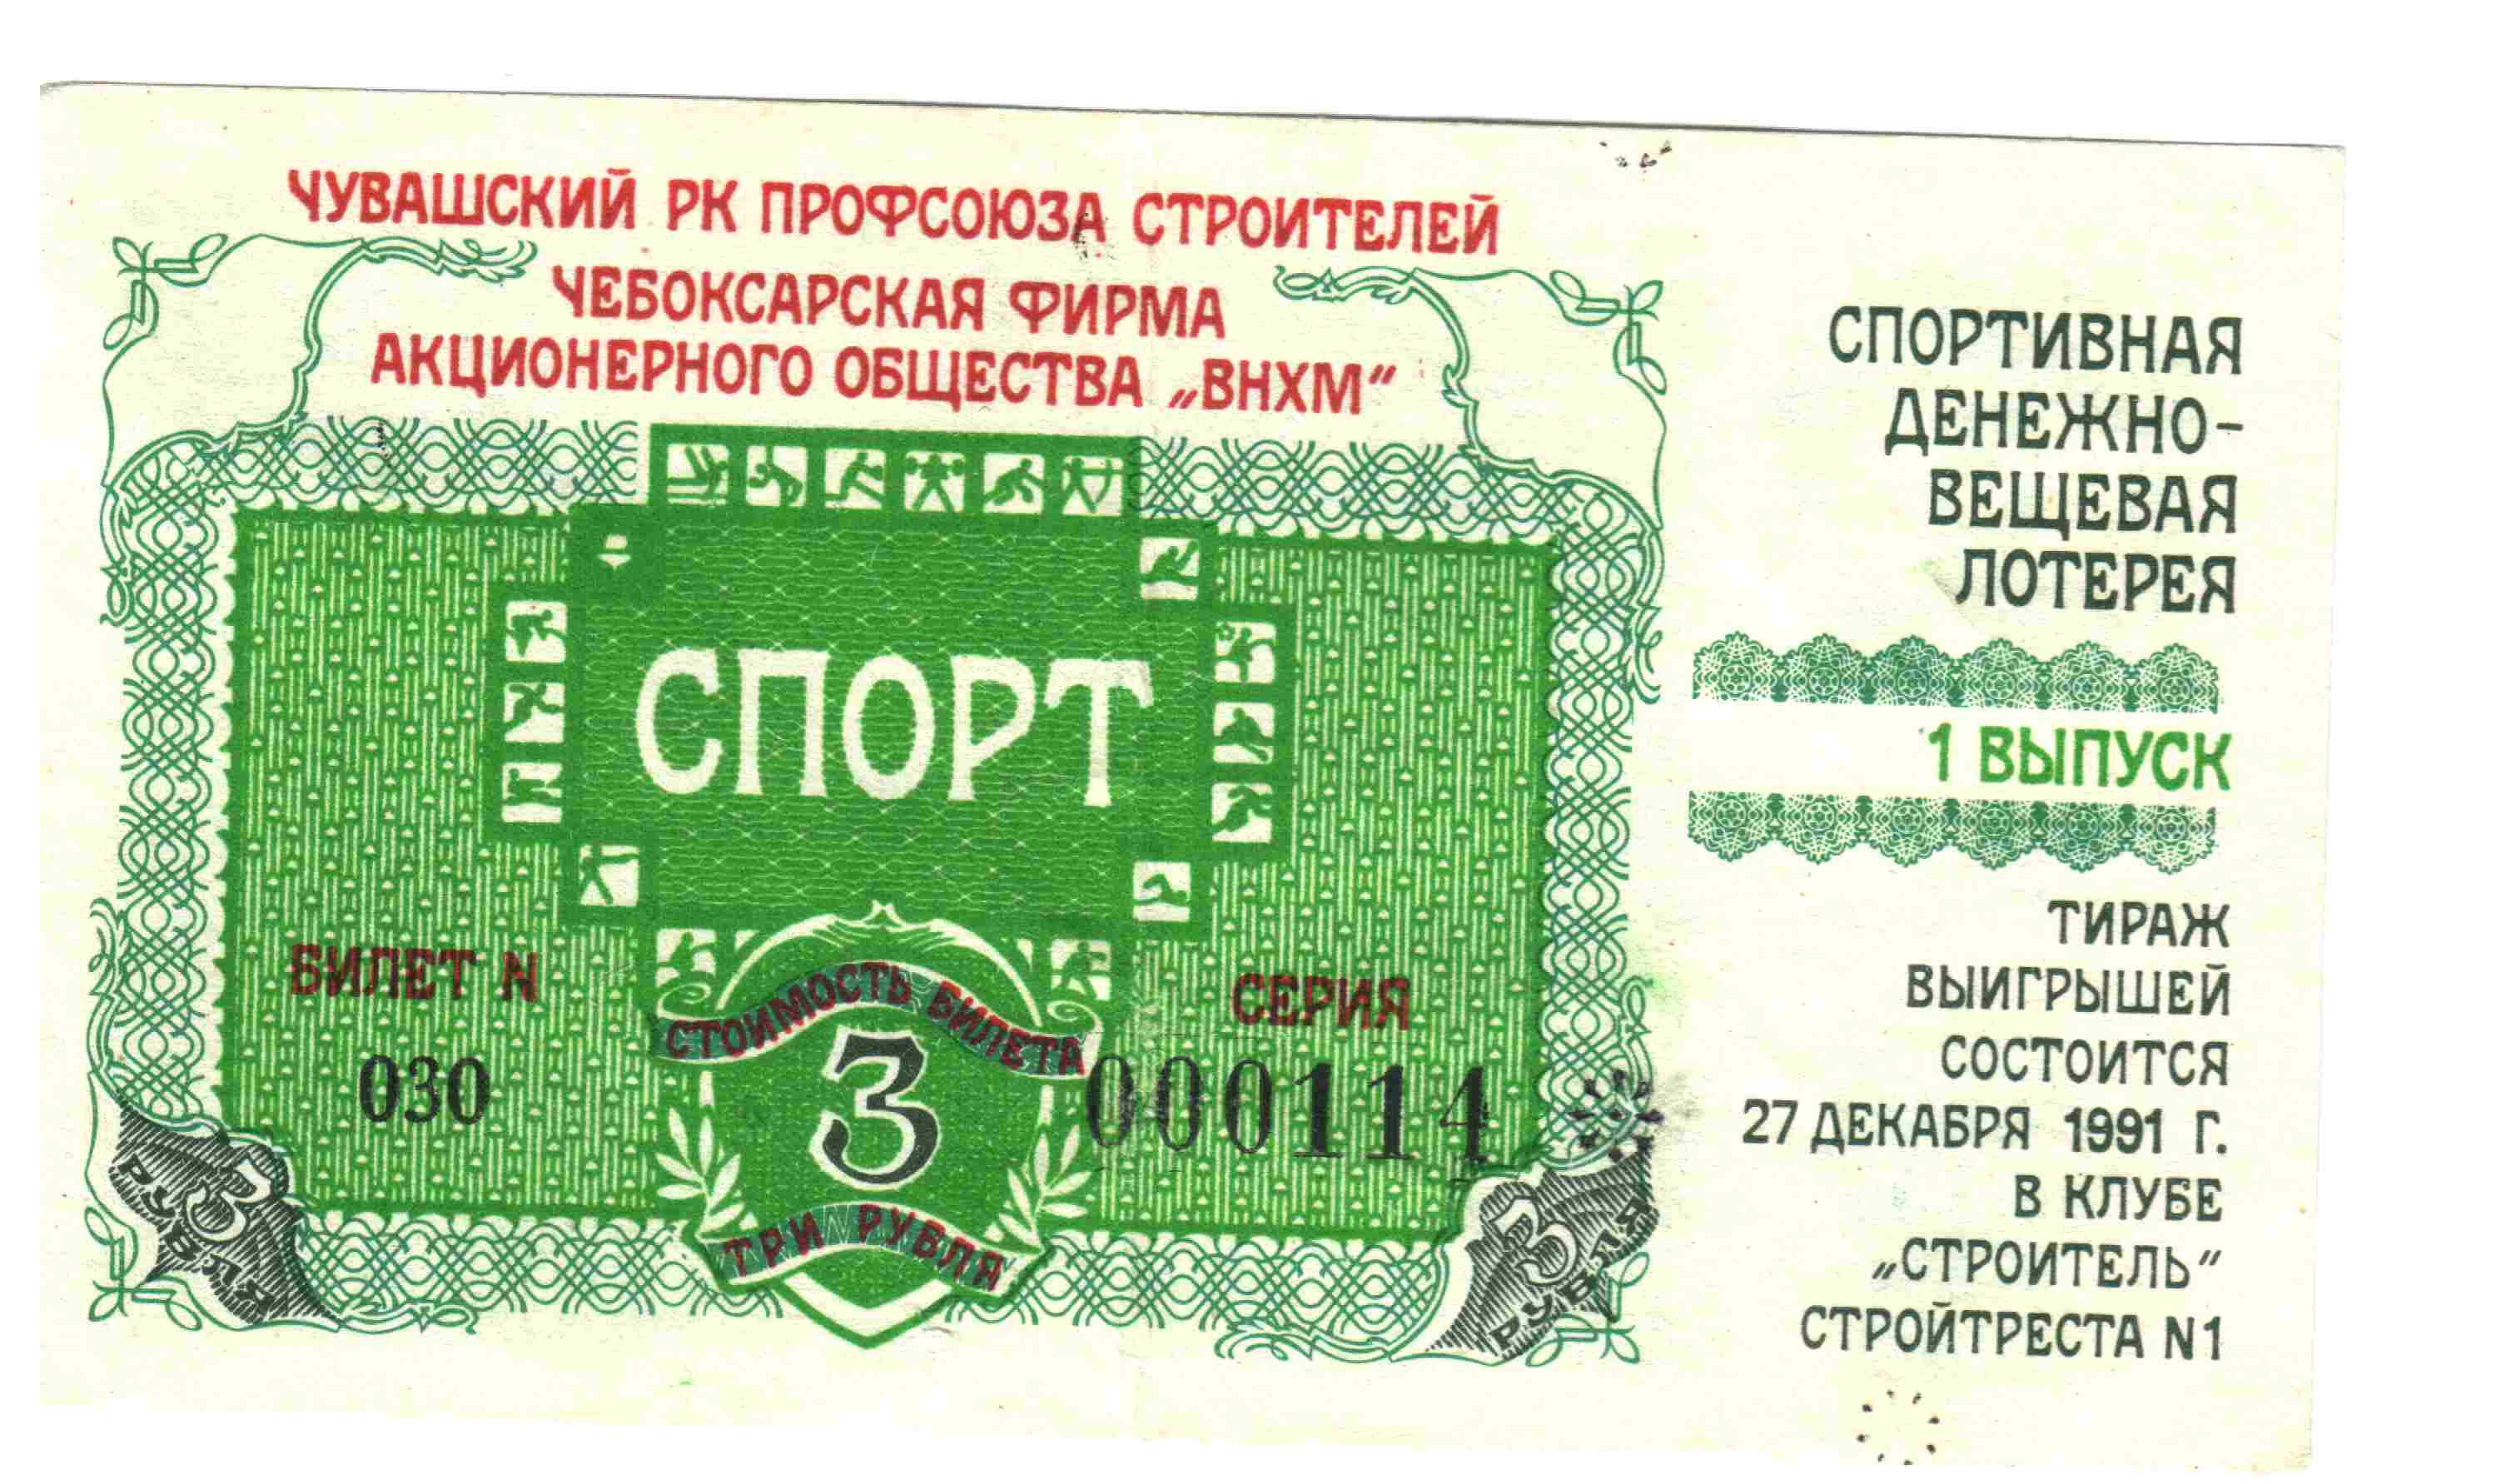 ЧУВАШСКИЙ РК ПРОФСОЮЗА СТРОИТЕЛЕЙ
ЧЕБОКСАРСКАЯ ФИРМА
АКЦИОНЕРНОГО ОБЩЕСТВА „ВНХМ“
СПОРТ
БИЛЕТ N
030
СЕРИЯ
000114
СТОИМОСТЬ БИЛЕТА
3
ТРИ РУБЛЯ
3
РУБЛЯ
3
РУБЛЯ
СПОРТИВНАЯ
ДЕНЕЖНО-
ВЕЩЕВАЯ
ЛОТЕРЕЯ
1 ВЫПУСК
ТИРАЖ
ВЫИГРЫШЕЙ
СОСТОИТСЯ
27 ДЕКАБРЯ 1991 Г.
В КЛУБЕ
„СТРОИТЕЛЬ“
СТРОЙТРЕСТА N1